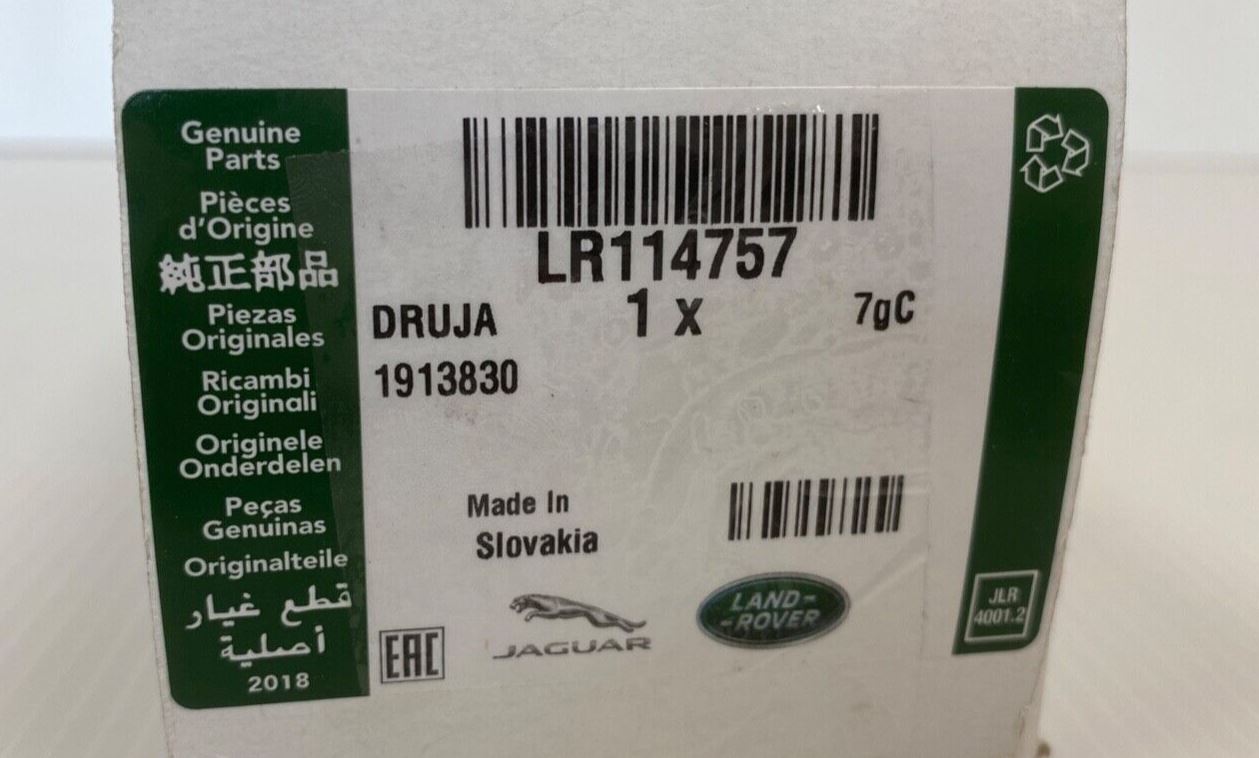 Genuine
Parts
Pièces
d'Origine
純正部品
Piezas
Originales
Ricambi
Originali
Originele
Onderdelen
Peças
Genuinas
Originalteile
قطع غيار
أصلية
2018
LR114757
DRUJA
1 x
7gC
1913830
Made In
Slovakia
EAC
JAGUAR
LAND-
-ROVER
JLR
4001.2